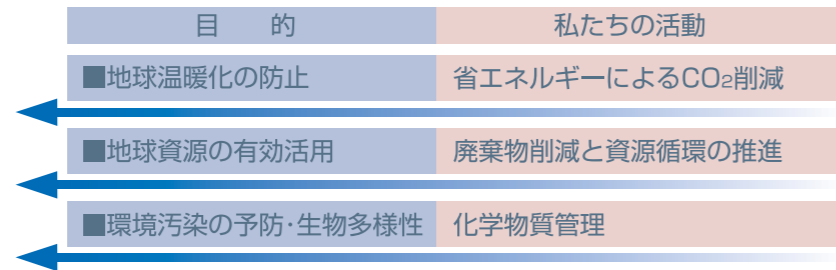 目 的 私たちの活動
■地球温暖化の防止 省エネルギーによるCO₂削減
■地球資源の有効活用 廃棄物削減と資源循環の推進
■環境汚染の予防・生物多様性 化学物質管理